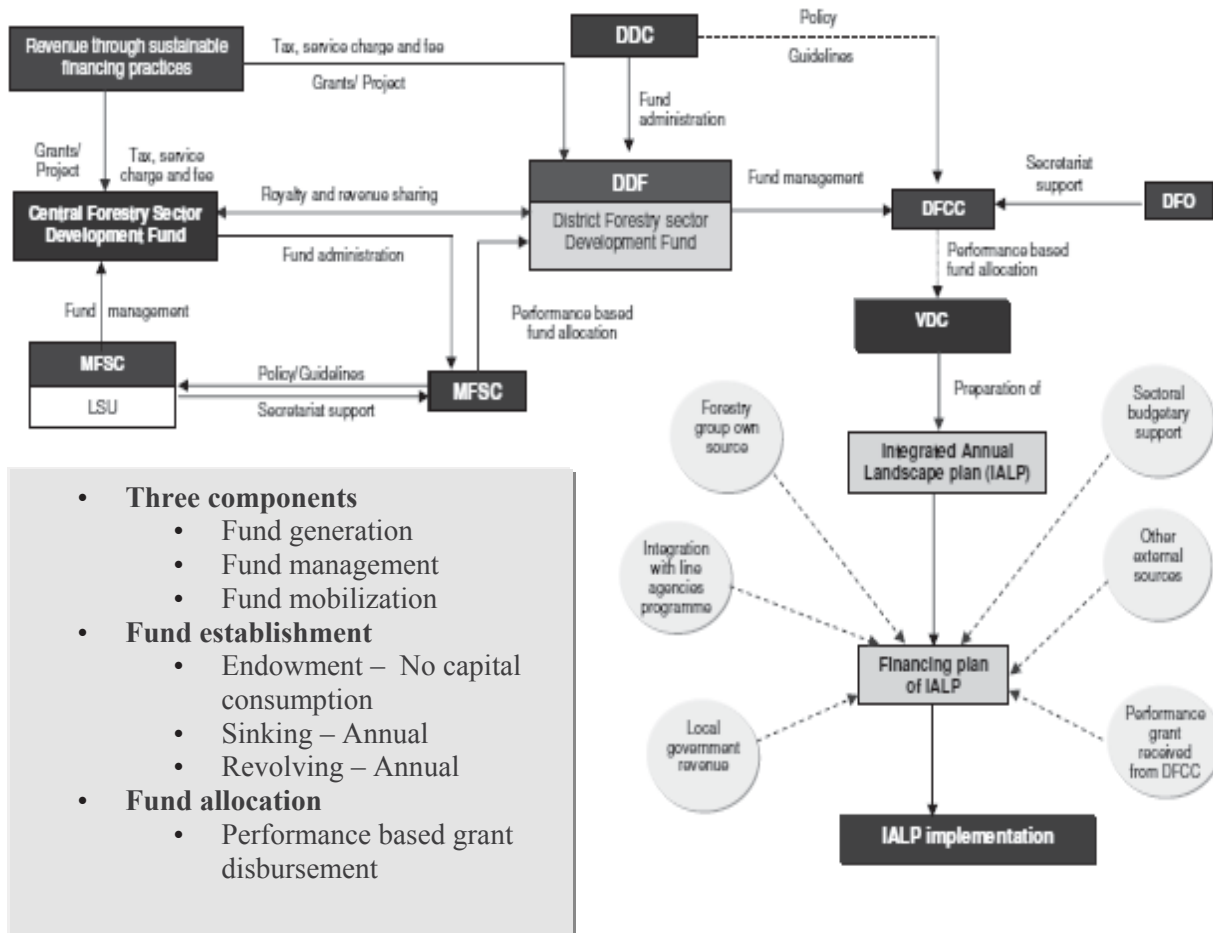 Revenue through sustainable
financing practices
Tax, service charge and fee
Grants/ Project
DDC
Policy
Guidelines
Fund
administration
Grants/
Project
Tax, service
charge and fee
Central Forestry Sector
Development Fund
Royalty and revenue sharing
Fund administration
DDF
District Forestry sector
Development Fund
Fund management
DFCC
Secretariat
support
DFO
Performance based
fund allocation
VDC
Fund management
Performance based
fund allocation
MFSC
LSU
Policy/Guidelines
Secretariat support
MFSC
Preparation of
Forestry
group own
source
Sectoral
budgetary
support
Integrated Annual
Landscape plan (IALP)
Integration
with line
agencies
programme
Other
external
sources
Financing plan
of IALP
Local
government
revenue
Performance
grant
received
from DFCC
IALP implementation
• Three components
• Fund generation
• Fund management
• Fund mobilization
• Fund establishment
• Endowment – No capital
consumption
• Sinking – Annual
• Revolving – Annual
• Fund allocation
• Performance based grant
disbursement